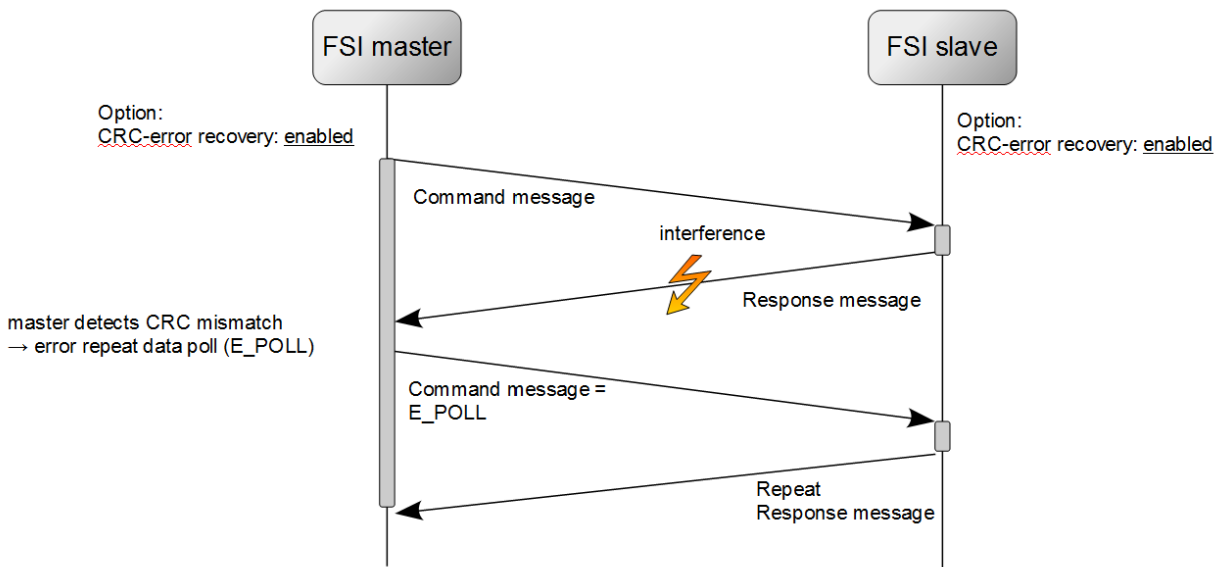 FSI master
FSI slave
Option:
CRC-error recovery: enabled
Option:
CRC-error recovery: enabled
Command message
interference
Response message
master detects CRC mismatch
→ error repeat data poll (E_POLL)
Command message =
E_POLL
Repeat
Response message